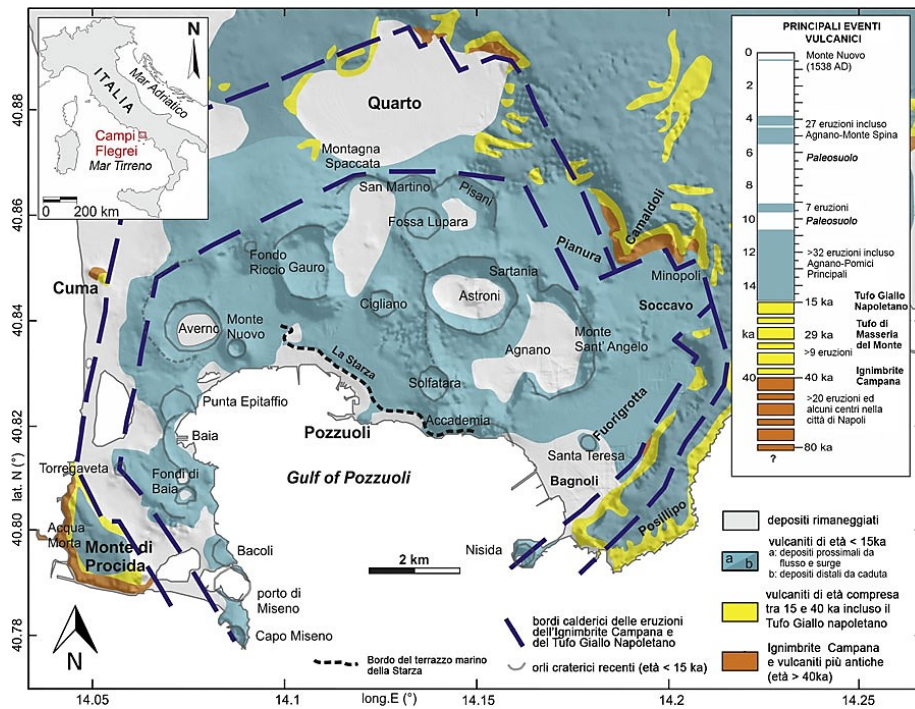 N
ITALIA
Mar Adriatico
Campi
Flegrei
Mar Tirreno
0 200 km
PRINCIPALI EVENTI
VULCANICI
0
Monte Nuovo
(1538 AD)
2
4
27 eruzioni incluso
Agnano-Monte Spina
6
Paleosuolo
8
7 eruzioni
10
Paleosuolo
12
>32 eruzioni incluso
Agnano-Pomici
Principali
14
15 ka
Tufo Giallo
Napoletano
ka
29 ka
Tufo di
Masseria
del Monte
>9 eruzioni
Ignimbrite
Campana
40
40 ka
>20 eruzioni ed
alcuni centri nella
città di Napoli
80 ka
?
Quarto
Montagna
Spaccata
San Martino
Pisani
Fossa Lupara
Camaldoli
Pianura
Fondo
Riccio
Gauro
Sartania
Minopoli
Cuma
Cigliano
Astroni
Soccavo
Averno
Monte
Nuovo
Monte
Sant' Angelo
Agnano
La Starza
Solfatara
Punta Epitaffio
Accademia
Fuorigrotta
Baia
Pozzuoli
Santa Teresa
Torregaveta
Fondi di
Baia
Gulf of Pozzuoli
Bagnoli
Posillipo
Acqua
Morta
Monte di
Procida
Bacoli
2 km
Nisida
porto di
Miseno
Capo Miseno
N
bordi calderici delle eruzioni
dell'Ignimbrite Campana e
del Tufo Giallo Napoletano
Bordo del terrazzo marino
della Starza
orli craterici recenti (età < 15 ka)
depositi rimaneggiati
a b
vulcaniti di età < 15ka
a: depositi prossimali da
flusso e surge
b: depositi distali da caduta
vulcaniti di età compresa
tra 15 e 40 ka incluso il
Tufo Giallo napoletano
Ignimbrite Campana
e vulcaniti più antiche
(età > 40ka)
lat. N (°)
40.88
40.86
40.84
40.82
40.80
40.78
14.05
14.1
long.E (°)
14.15
14.2
14.25